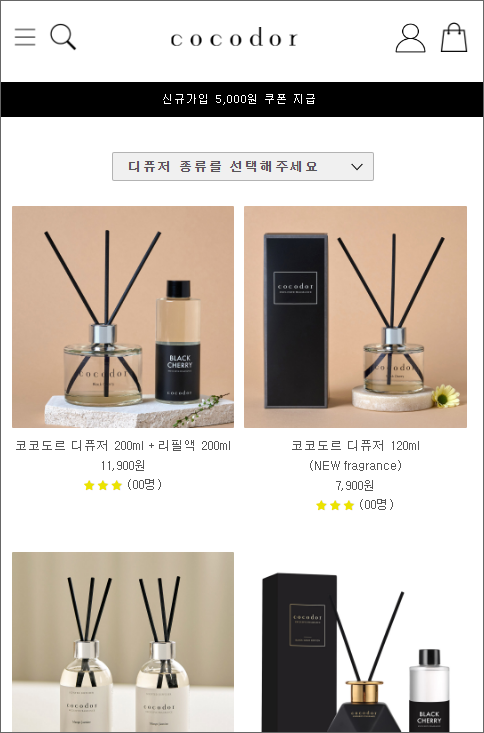 cocodor
신규가입 5,000원 쿠폰 지급
디퓨저 종류를 선택해주세요
cocodor
BLACK
CHERRY
cocodor
cocodor
cocodor
코코도르 디퓨저 200ml + 리필액 200ml
11,900원
(00명)
코코도르 디퓨저 120ml
(NEW fragrance)
7,900원
(00명)
cocodor
cocodor
cocodor
cocodor
BLACK
CHERRY